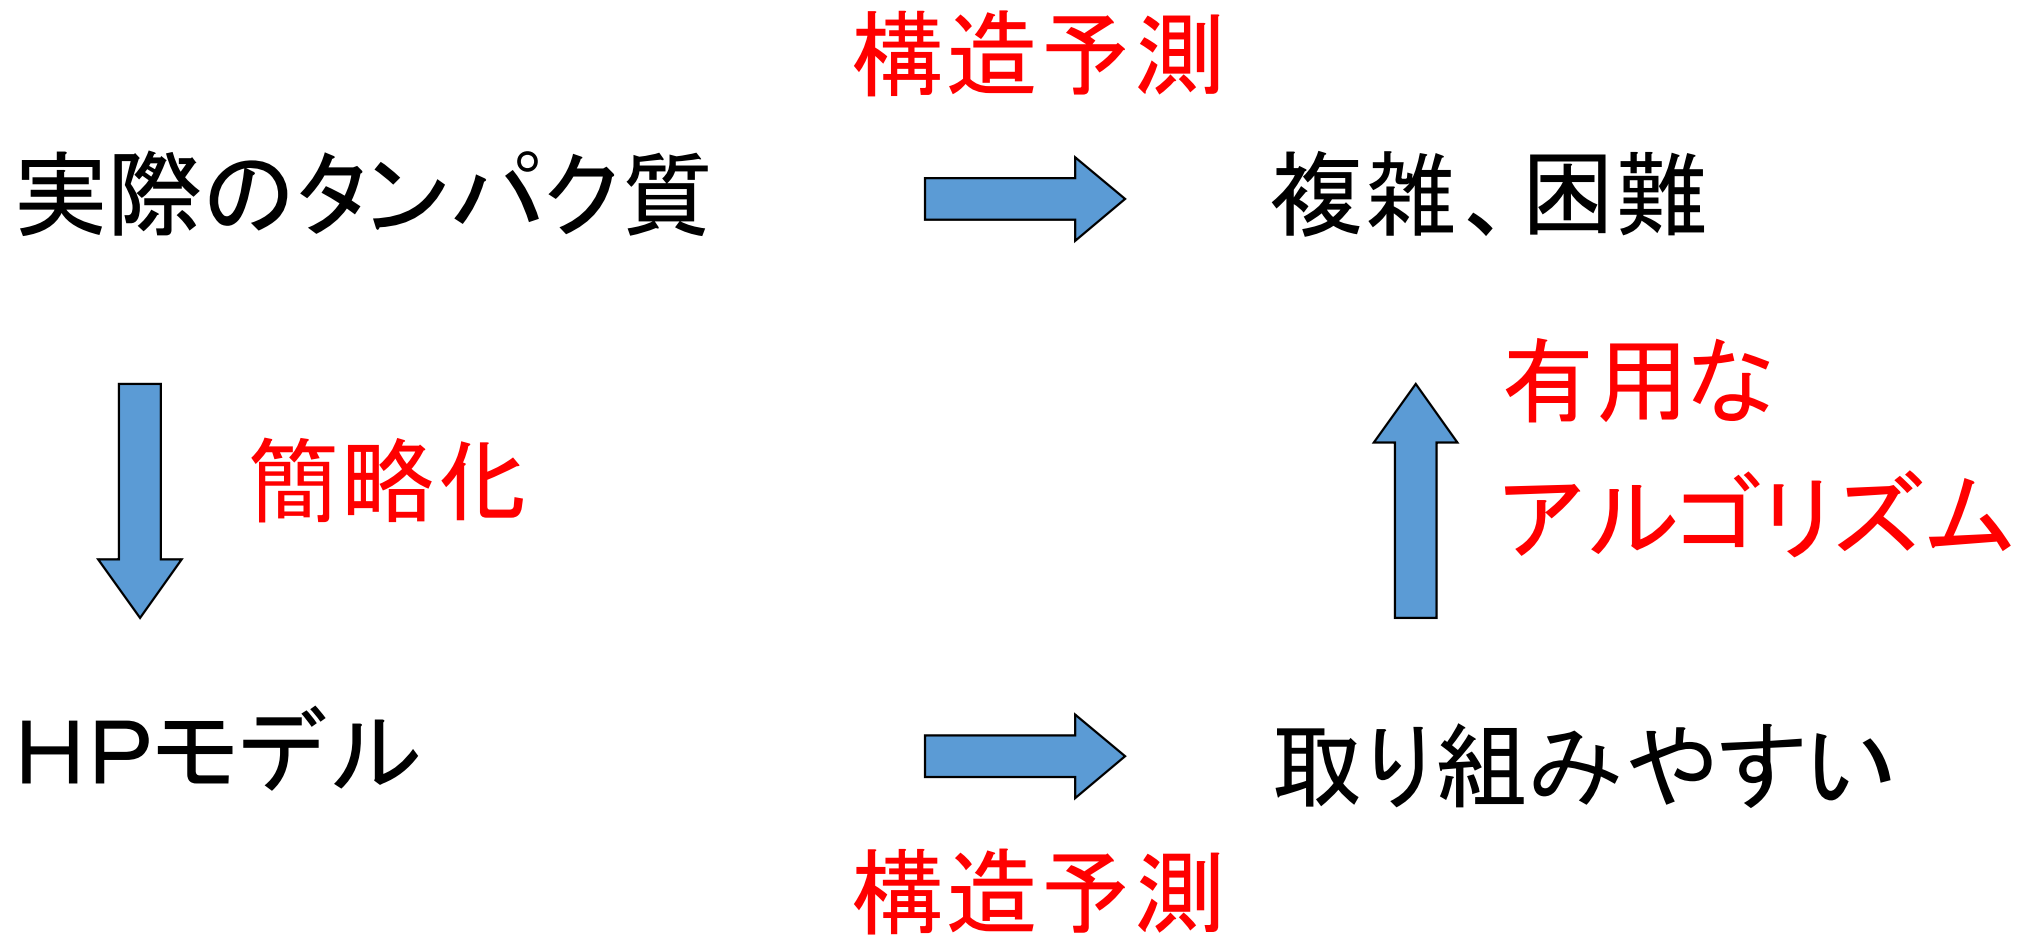 構造予測
実際のタンパク質
複雑、困難
有用な
アルゴリズム
簡略化
HPモデル
取り組みやすい
構造予測